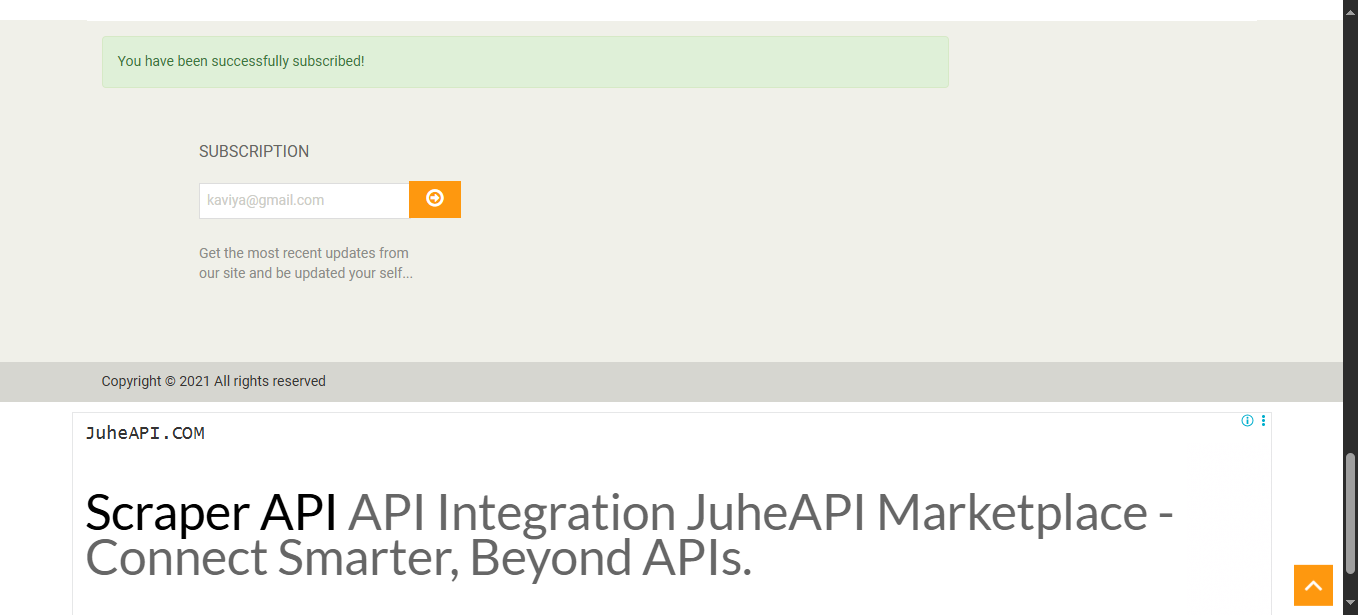 You have been successfully subscribed!
SUBSCRIPTION
kaviya@gmail.com
Get the most recent updates from
our site and be updated your self...
Copyright © 2021 All rights reserved
JuheAPI.COM
Scraper API API Integration JuheAPI Marketplace -
Connect Smarter, Beyond APIs.